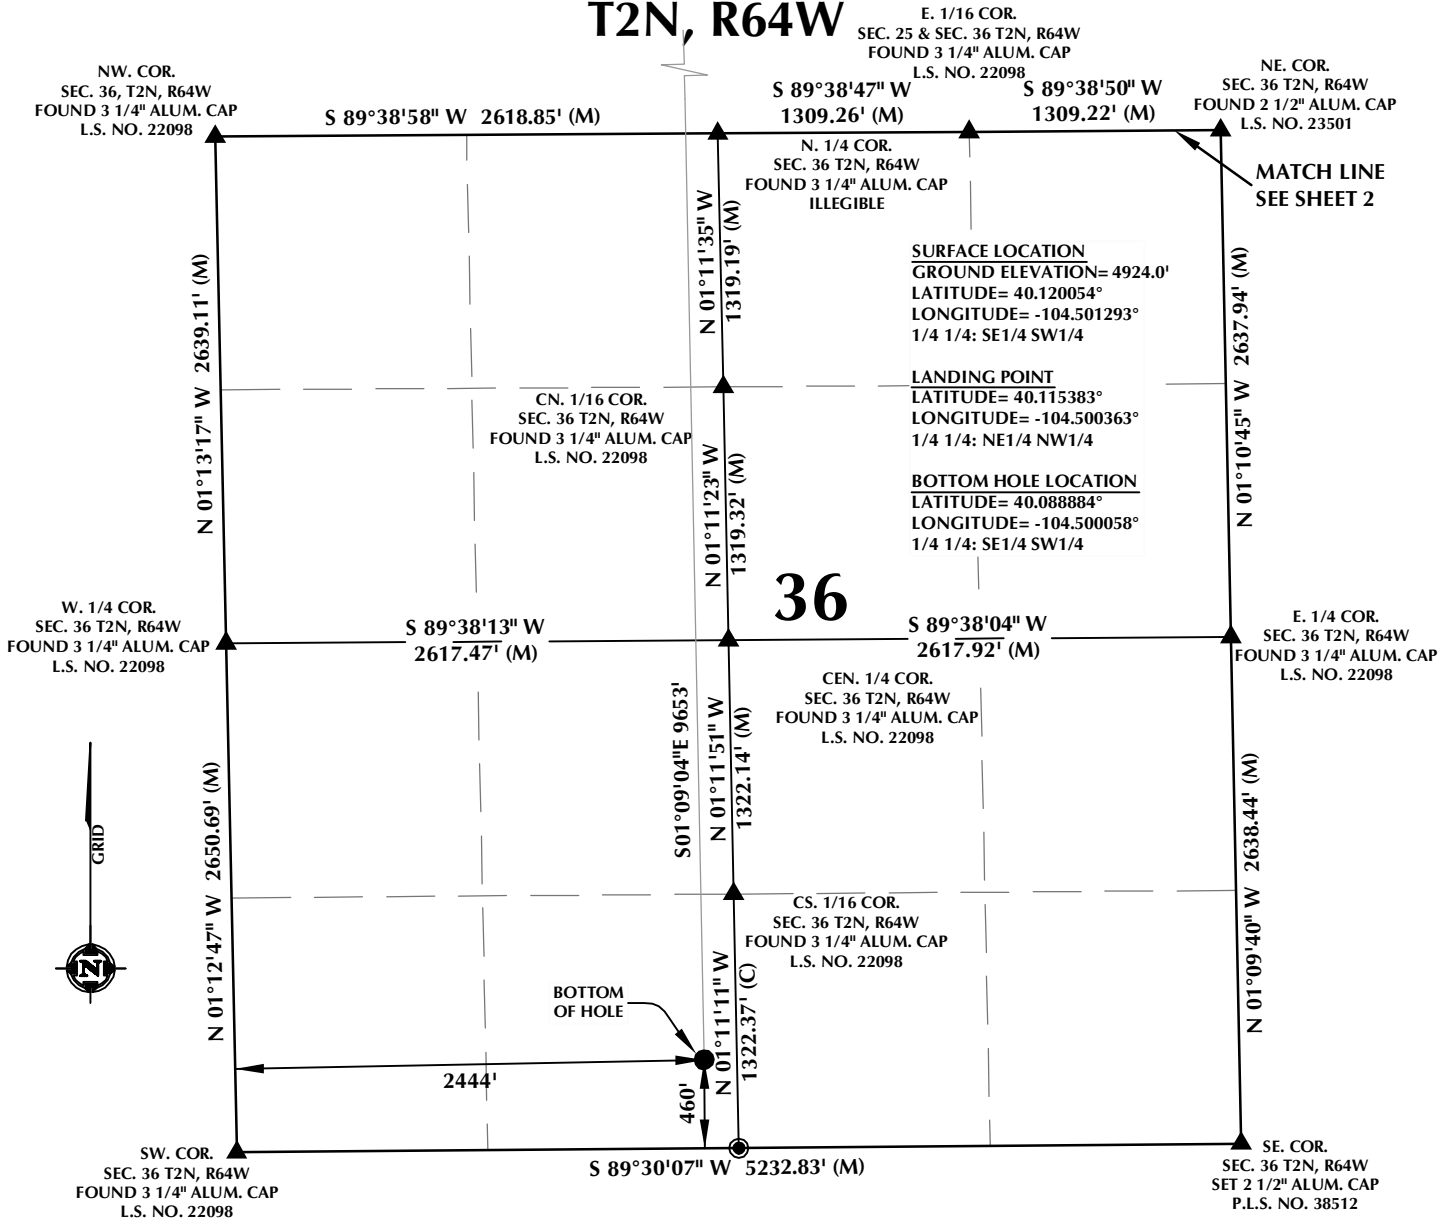 T2N, R64W
E. 1/16 COR.
SEC. 25 & SEC. 36 T2N, R64W
FOUND 3 1/4" ALUM. CAP
L.S. NO. 22098
NW. COR.
SEC. 36, T2N, R64W
FOUND 3 1/4" ALUM. CAP
L.S. NO. 22098
NE. COR.
SEC. 36 T2N, R64W
FOUND 2 1/2" ALUM. CAP
L.S. NO. 23501
S 89°38'58" W 2618.85' (M)
S 89°38'47" W
1309.26' (M)
S 89°38'50" W
1309.22' (M)
N. 1/4 COR.
SEC. 36 T2N, R64W
FOUND 3 1/4" ALUM. CAP
ILLEGIBLE
MATCH LINE
SEE SHEET 2
N 01°13'17" W 2639.11' (M)
N 01°11'35" W
1319.19' (M)
N 01°10'45" W 2637.94' (M)
SURFACE LOCATION
GROUND ELEVATION= 4924.0'
LATITUDE= 40.120054°
LONGITUDE= -104.501293°
1/4 1/4: SE1/4 SW1/4
LANDING POINT
LATITUDE= 40.115383°
LONGITUDE= -104.500363°
1/4 1/4: NE1/4 NW1/4
BOTTOM HOLE LOCATION
LATITUDE= 40.088884°
LONGITUDE= -104.500058°
1/4 1/4: SE1/4 SW1/4
CN. 1/16 COR.
SEC. 36 T2N, R64W
FOUND 3 1/4" ALUM. CAP
L.S. NO. 22098
N 01°11'23" W
1319.32' (M)
36
W. 1/4 COR.
SEC. 36 T2N, R64W
FOUND 3 1/4" ALUM. CAP
L.S. NO. 22098
S 89°38'13" W
2617.47' (M)
S 89°38'04" W
2617.92' (M)
E. 1/4 COR.
SEC. 36 T2N, R64W
FOUND 3 1/4" ALUM. CAP
L.S. NO. 22098
CEN. 1/4 COR.
SEC. 36 T2N, R64W
FOUND 3 1/4" ALUM. CAP
L.S. NO. 22098
S01°09'04"E 9653'
N 01°11'51" W
1322.14' (M)
N 01°12'47" W 2650.69' (M)
N 01°09'40" W 2638.44' (M)
GRID
N
CS. 1/16 COR.
SEC. 36 T2N, R64W
FOUND 3 1/4" ALUM. CAP
L.S. NO. 22098
N 01°11'11" W
1322.37' (C)
BOTTOM
OF HOLE
2444'
460'
SW. COR.
SEC. 36 T2N, R64W
FOUND 3 1/4" ALUM. CAP
L.S. NO. 22098
S 89°30'07" W 5232.83' (M)
SE. COR.
SEC. 36 T2N, R64W
SET 2 1/2" ALUM. CAP
P.L.S. NO. 38512